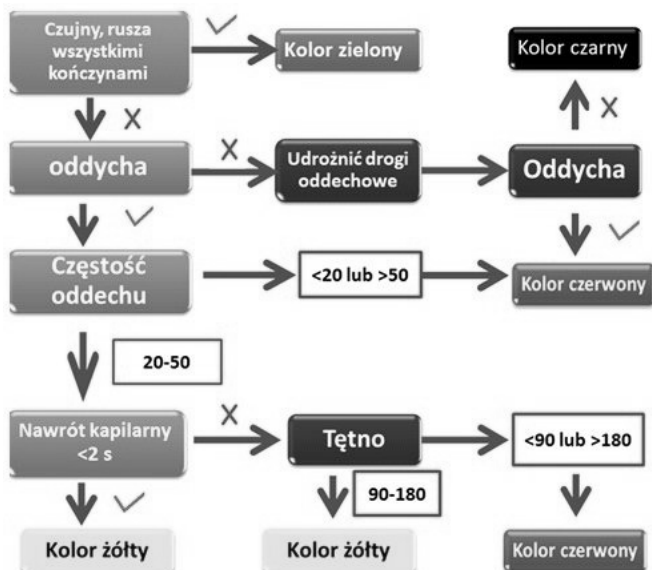 Czujny, rusza
wszystkimi
kończynami
Kolor zielony
Kolor czarny
oddycha
Udrożnić drogi
oddechowe
Oddycha
Częstość
oddechu
<20 lub >50
Kolor czerwony
20-50
Nawrót kapilarny
<2 s
Tętno
<90 lub >180
90-180
Kolor żółty
Kolor żółty
Kolor czerwony